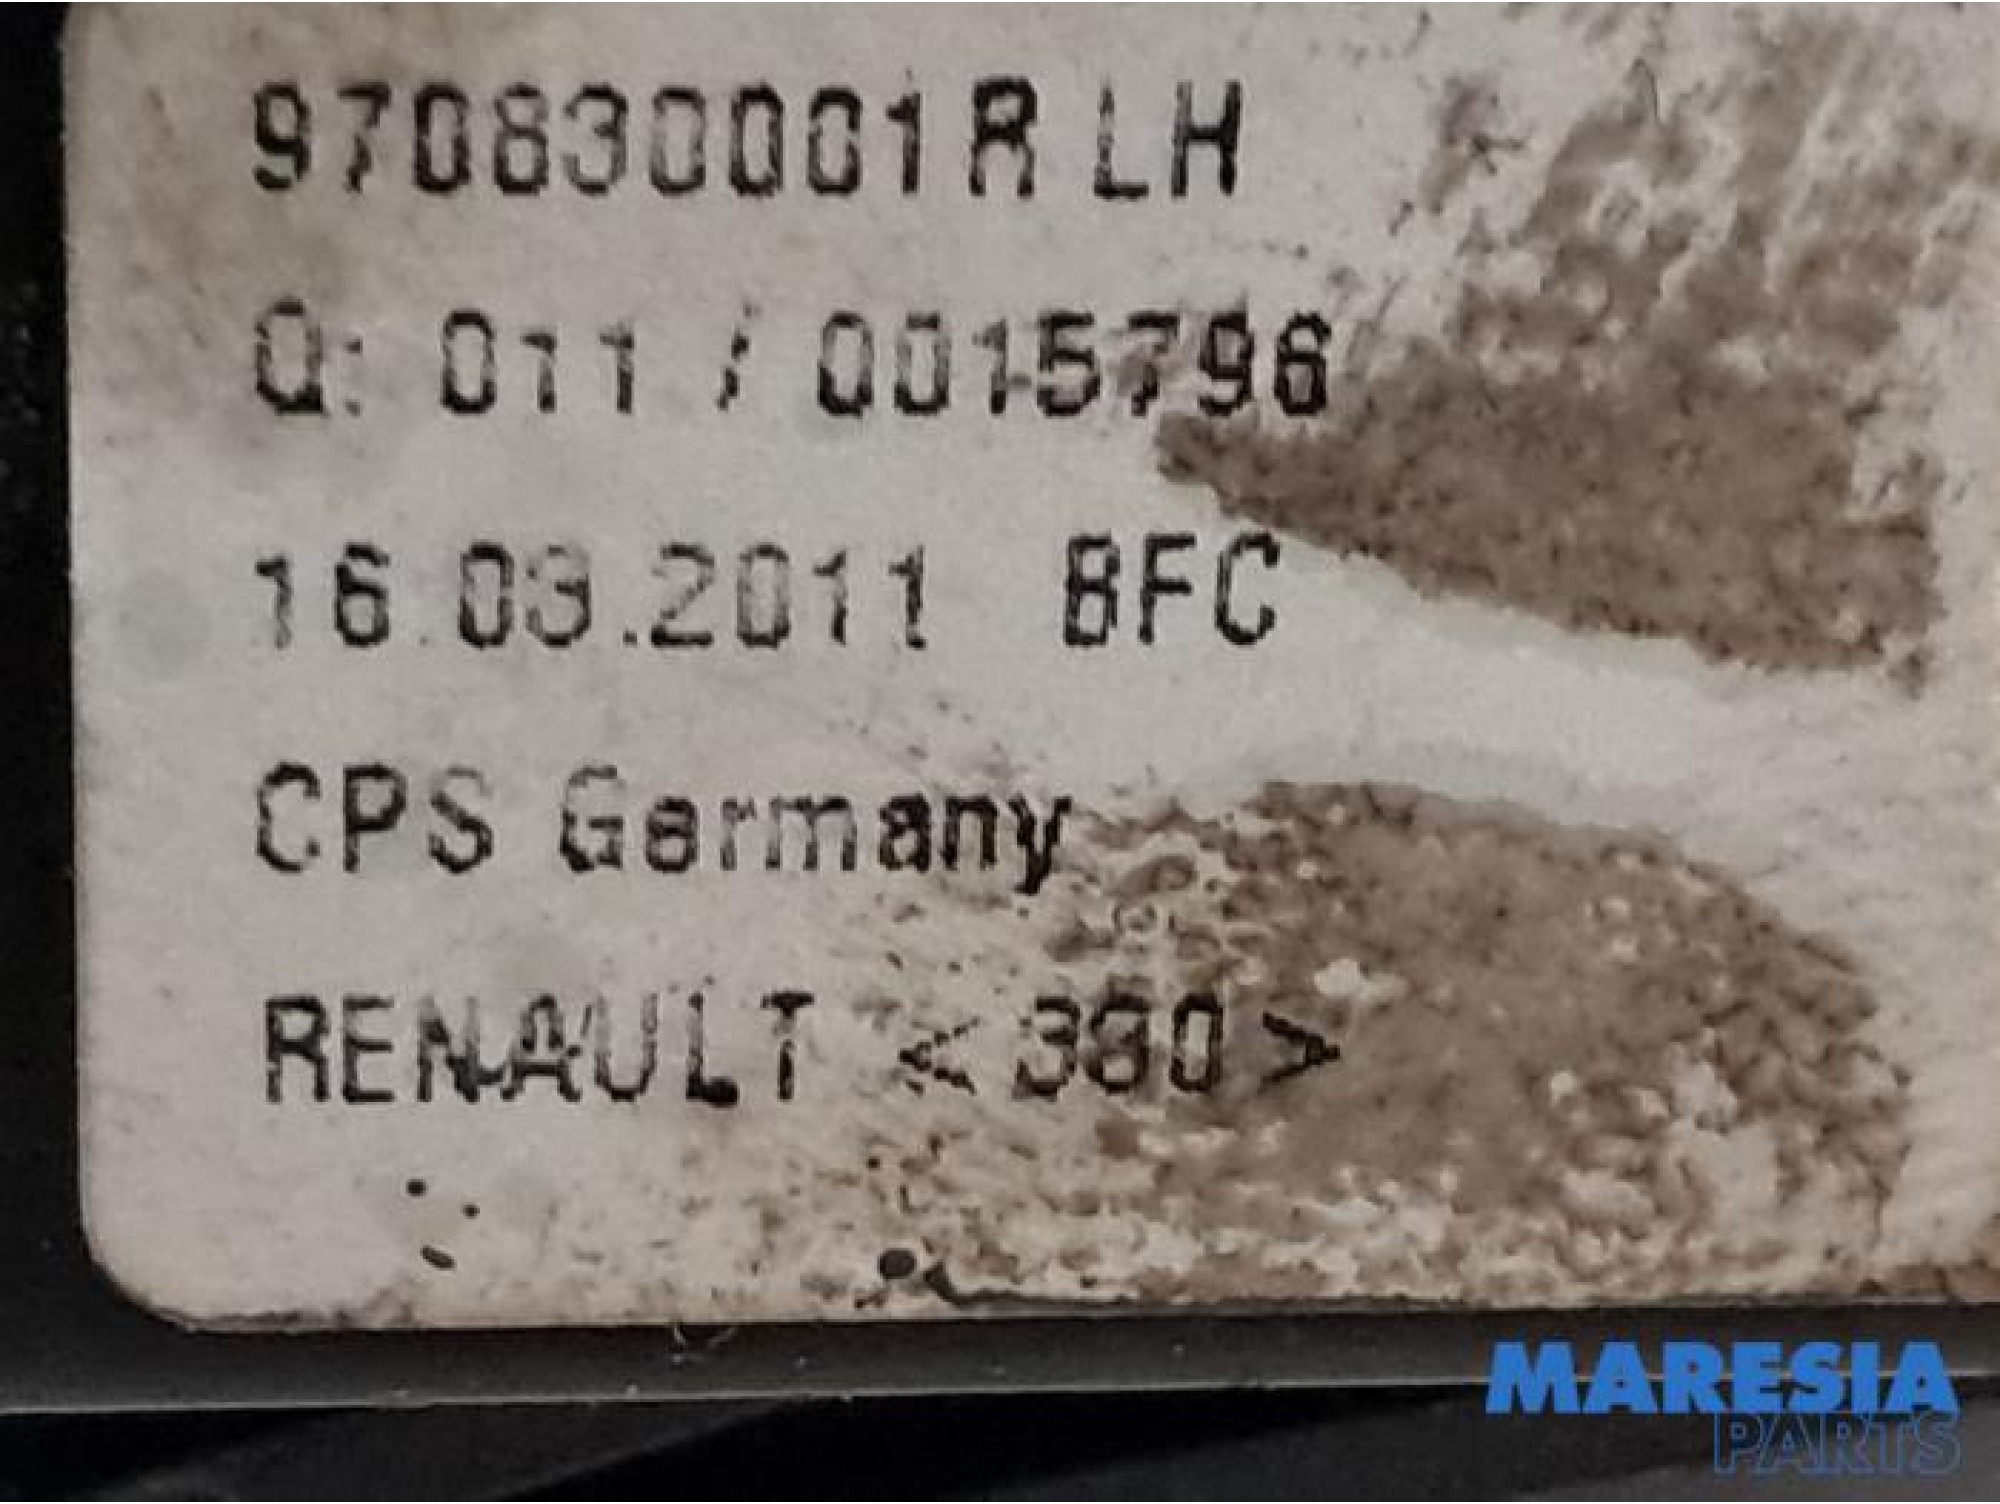 970830001R LH
Q: 011 / 0015796
16.03.2011 BFC
CPS Germany
RENAULT < 380 >
MARESIA
PARTS